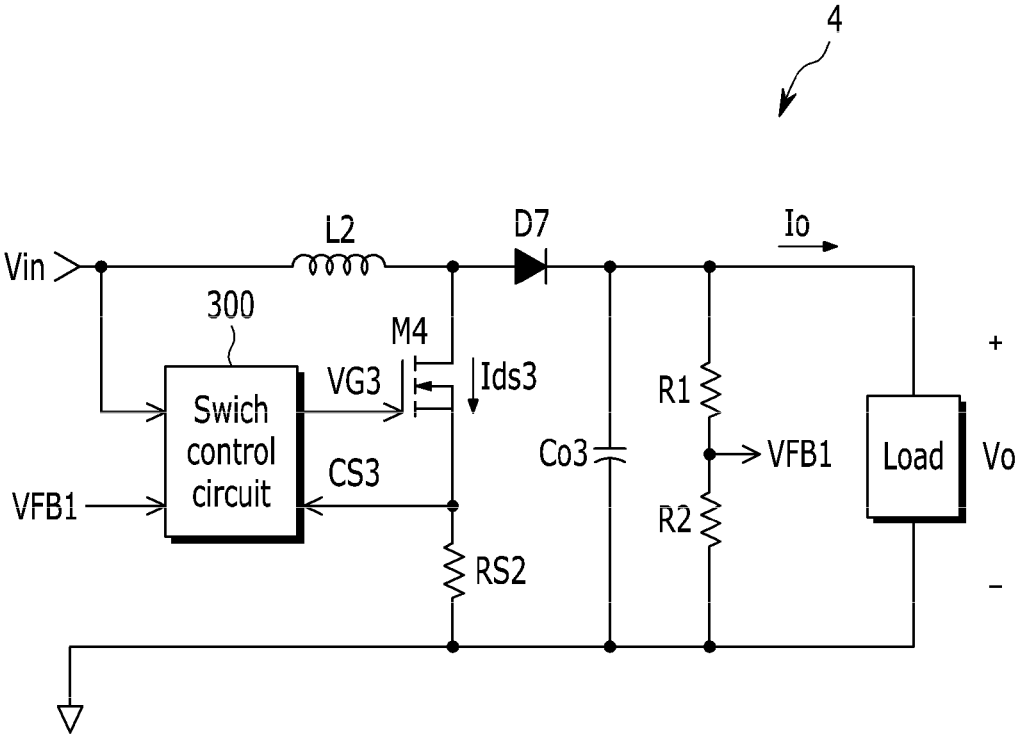 4
L2
D7
Io
Vin
300
M4
VG3
Ids3
R1
+
Swich
control
circuit
CS3
Co3
VFB1
Load
Vo
VFB1
R2
RS2
−